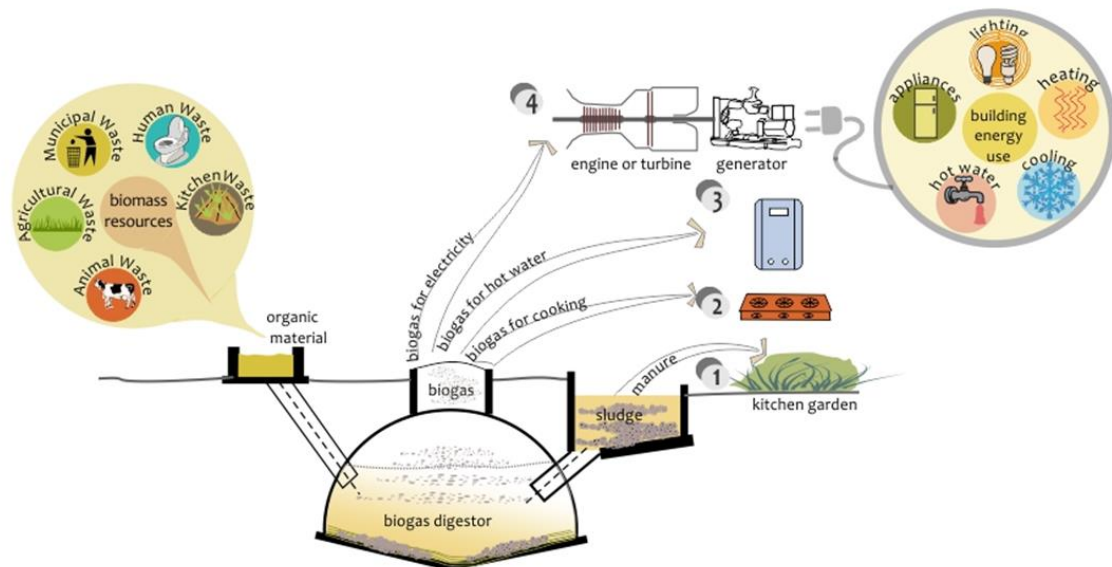 Municipal Waste
Human Waste
Kitchen Waste
Agricultural Waste
Animal Waste
biomass
resources
organic
material
biogas for electricity
biogas for hot water
biogas for cooking
biogas
biogas digestor
sludge
manure
1
kitchen garden
2
3
4
engine or turbine
generator
lighting
appliances
heating
building
energy
use
hot water
cooling